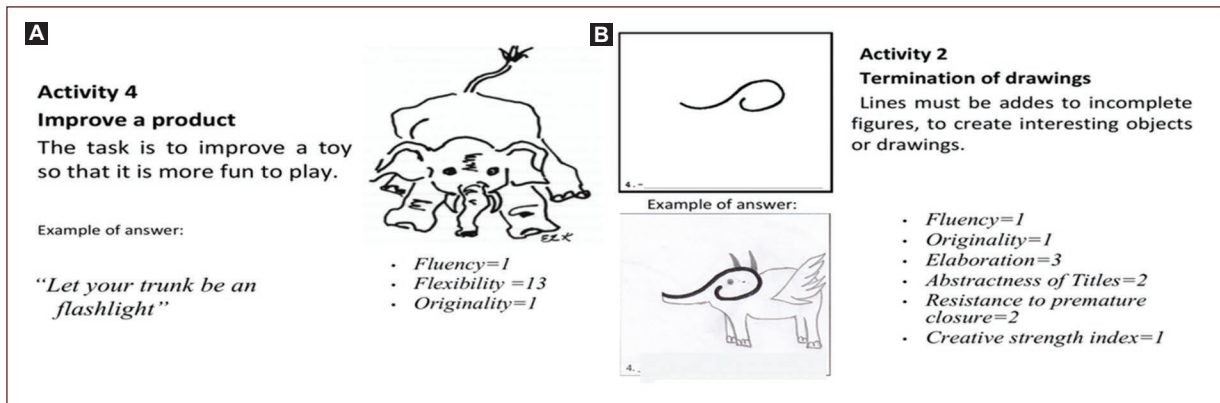 A
Activity 4
Improve a product
The task is to improve a toy
so that it is more fun to play.
Example of answer:
“Let your trunk be an
flashlight”
EZK
• Fluency=1
• Flexibility =13
• Originality=1
B
4. -
Example of answer:
4. .
Activity 2
Termination of drawings
Lines must be addes to incomplete
figures, to create interesting objects
or drawings.
• Fluency=1
• Originality=1
• Elaboration=3
• Abstractness of Titles=2
• Resistance to premature
closure=2
• Creative strength index=1